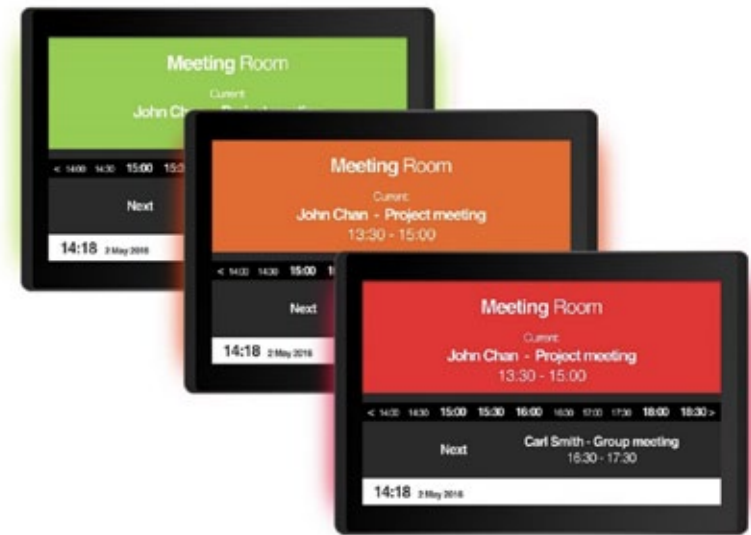 Meeting Room
Current:
John Ch
< 14:00 14:30 15:00 15:3
Next
14:18 2 May 2016
Meeting Room
Current:
John Chan - Project meeting
13:30 - 15:00
< 14:00 14:30 15:00
Next
14:18 2 May 2016
Meeting Room
Current:
John Chan - Project meeting
13:30 - 15:00
< 14:00 14:30 15:00 15:30 16:00 16:30 17:00 17:30 18:00 18:30 >
Next
Carl Smith - Group meeting
16:30 - 17:30
14:18 2 May 2016